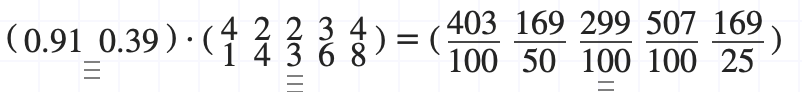 (0.91 0.39) · (4 2 2 3 4
1 4 3 6 8) = (403/100 169/50 299/100 507/100 169/25)